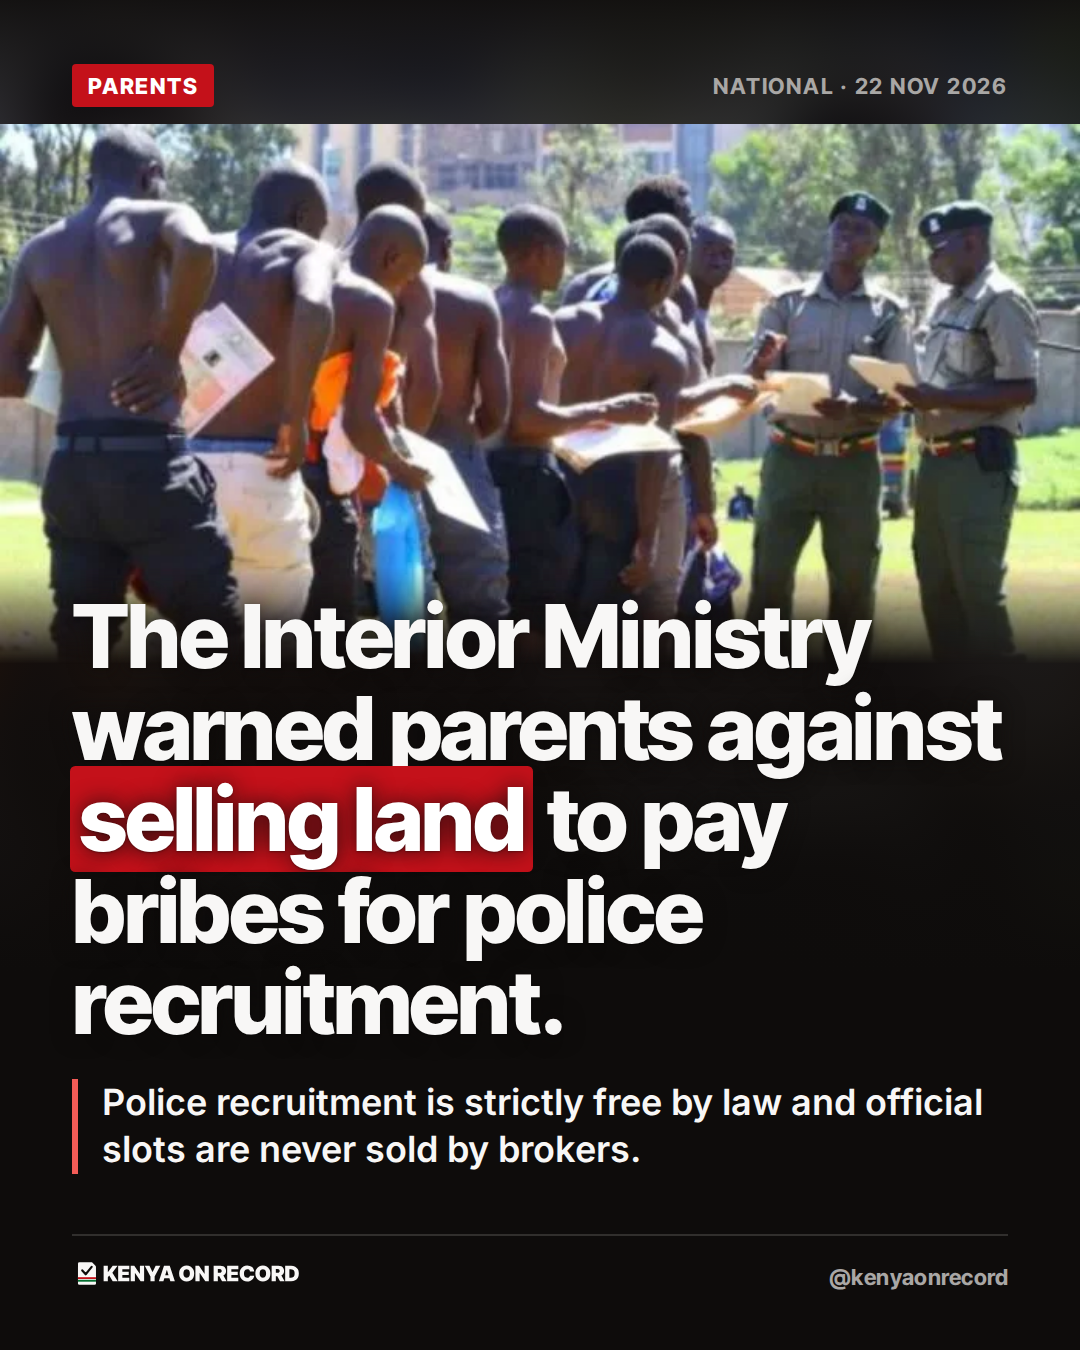 PARENTS
NATIONAL · 22 NOV 2026
The Interior Ministry
warned parents against
selling land to pay
bribes for police
recruitment.
Police recruitment is strictly free by law and official
slots are never sold by brokers.
KENYA ON RECORD
@kenyaonrecord